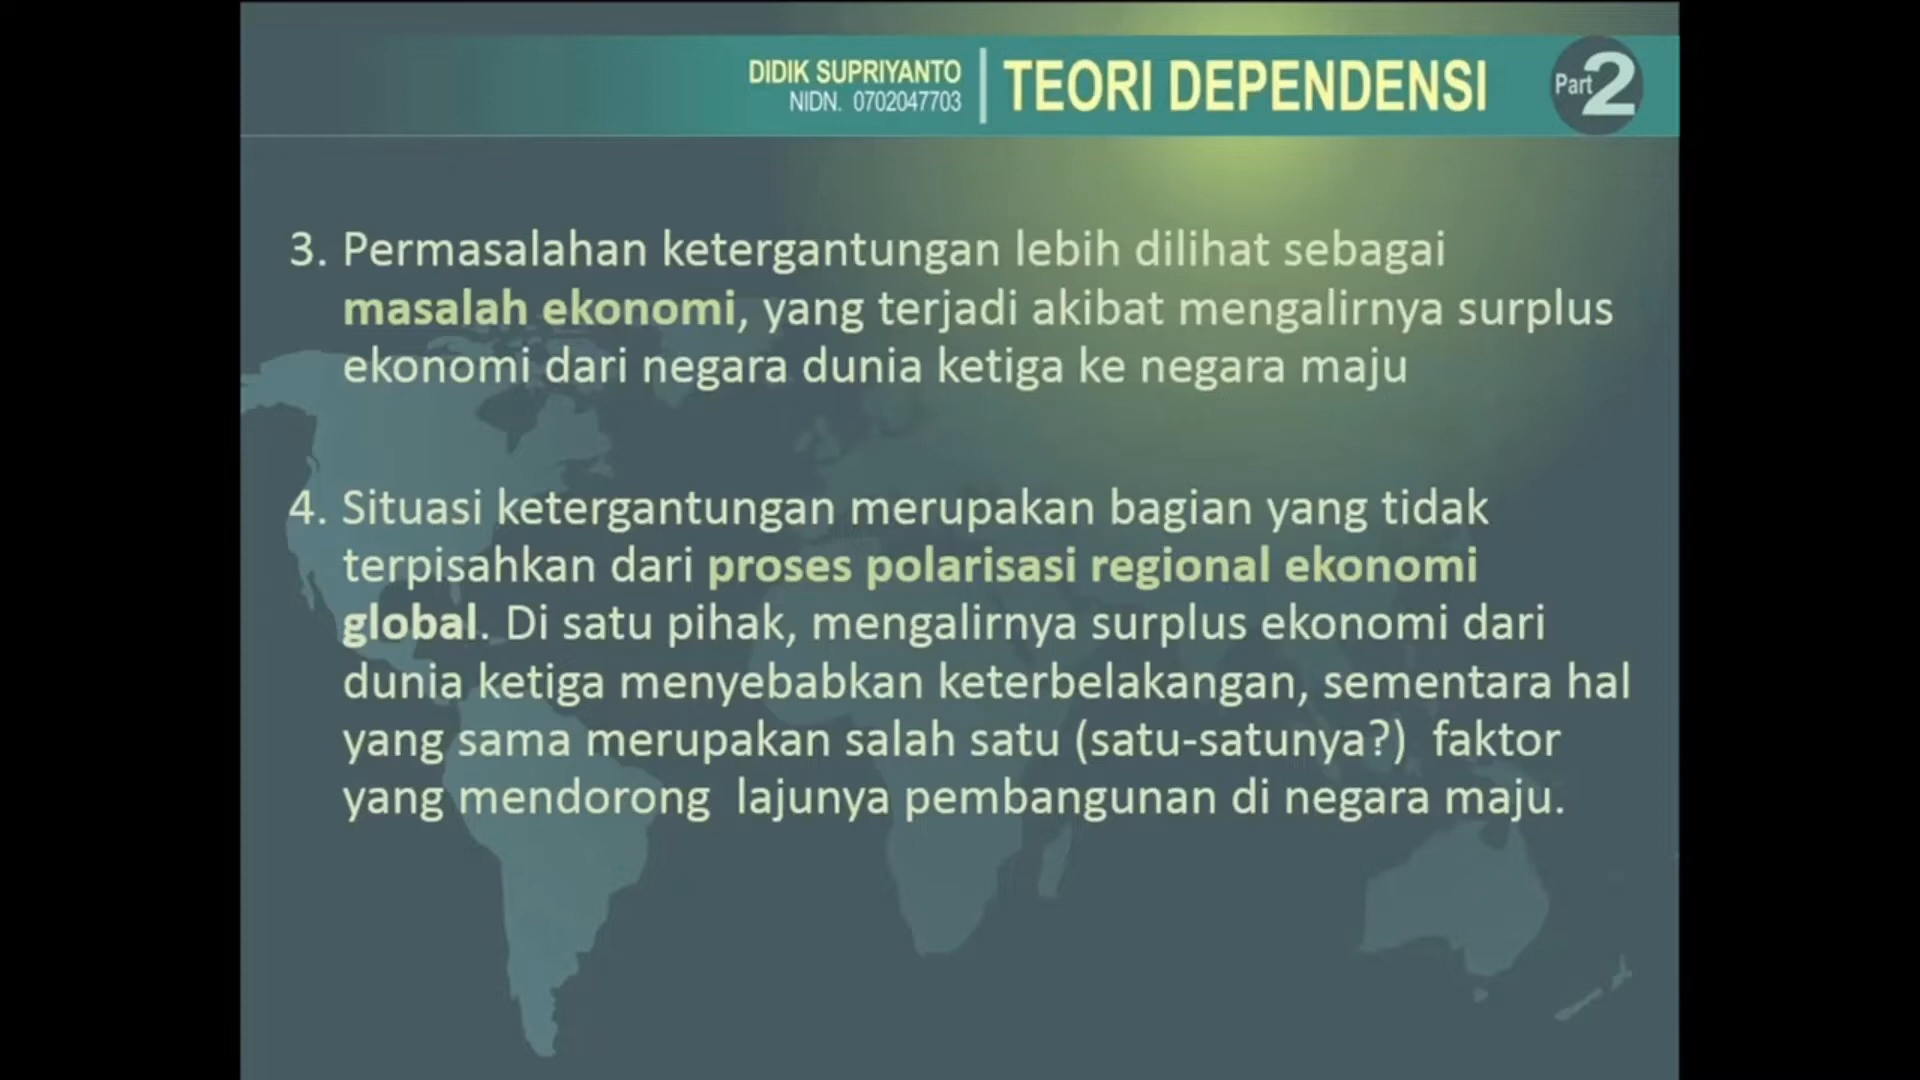 DIDIK SUPRIYANTO
NIDN. 0702047703
TEORI DEPENDENSI
Part 2
3. Permasalahan ketergantungan lebih dilihat sebagai
masalah ekonomi, yang terjadi akibat mengalirnya surplus
ekonomi dari negara dunia ketiga ke negara maju
4. Situasi ketergantungan merupakan bagian yang tidak
terpisahkan dari proses polarisasi regional ekonomi
global. Di satu pihak, mengalirnya surplus ekonomi dari
dunia ketiga menyebabkan keterbelakangan, sementara hal
yang sama merupakan salah satu (satu-satunya?) faktor
yang mendorong lajunya pembangunan di negara maju.